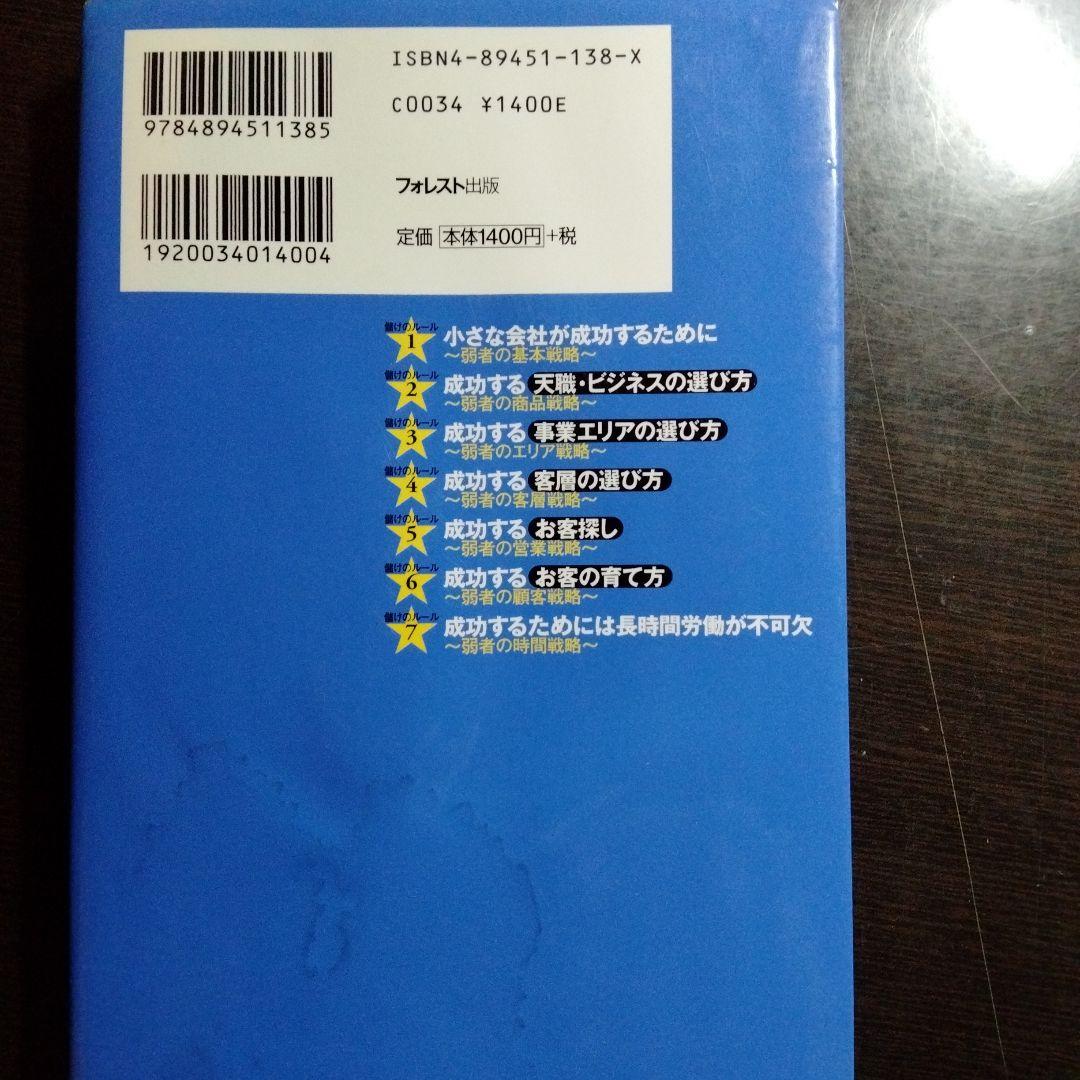 ISBN4-89451-138-X
C0034 ¥1400E
9784894511385
フォレスト出版
定価 本体1400円+税
1920034014004
儲けのルール
1 小さな会社が成功するために
〜弱者の基本戦略〜
儲けのルール
2 成功する 天職・ビジネスの選び方
〜弱者の商品戦略〜
儲けのルール
3 成功する 事業エリアの選び方
〜弱者のエリア戦略〜
儲けのルール
4 成功する 客層の選び方
〜弱者の客層戦略〜
儲けのルール
5 成功する お客探し
〜弱者の営業戦略〜
儲けのルール
6 成功する お客の育て方
〜弱者の顧客戦略〜
儲けのルール
7 成功するためには長時間労働が不可欠
〜弱者の時間戦略〜